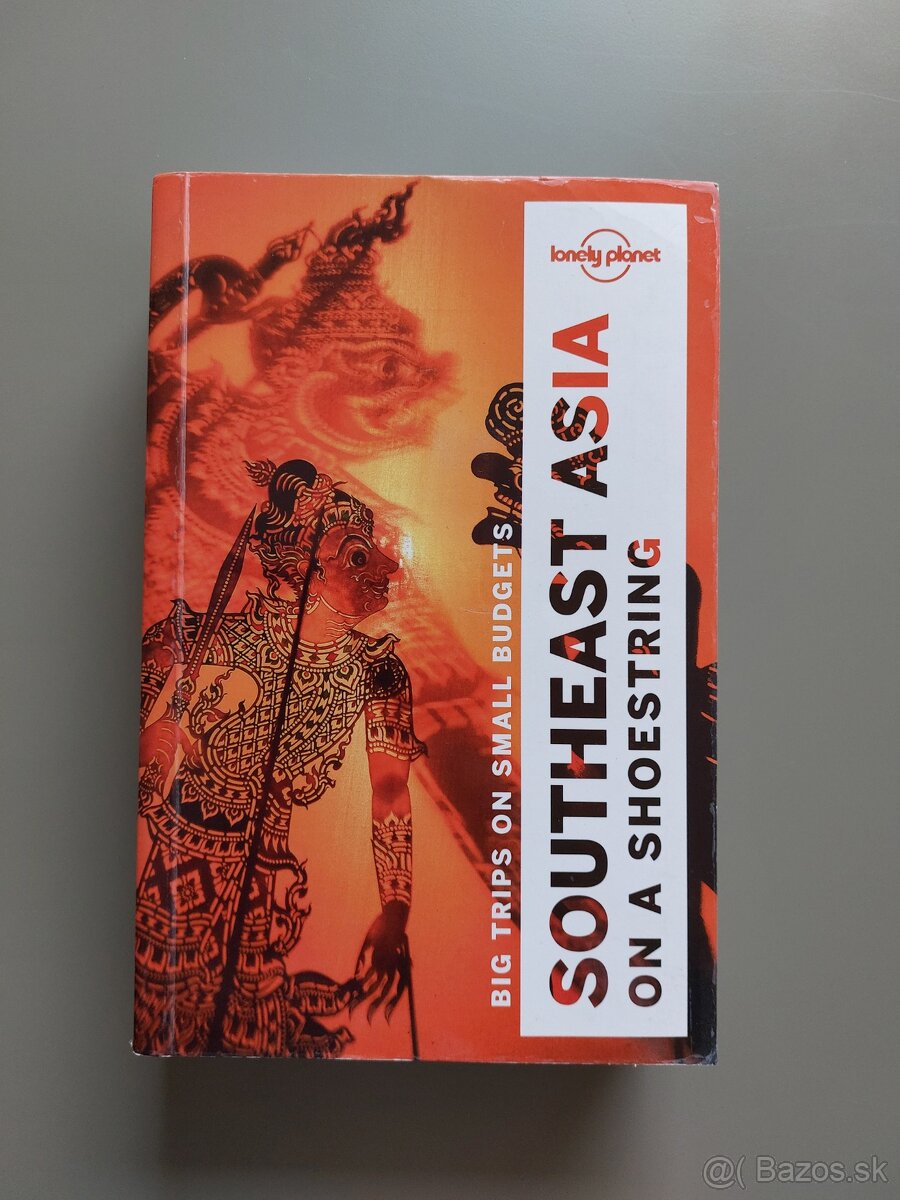 lonely planet
BIG TRIPS ON SMALL BUDGETS
SOUTHEAST ASIA
ON A SHOESTRING
@( Bazos.sk